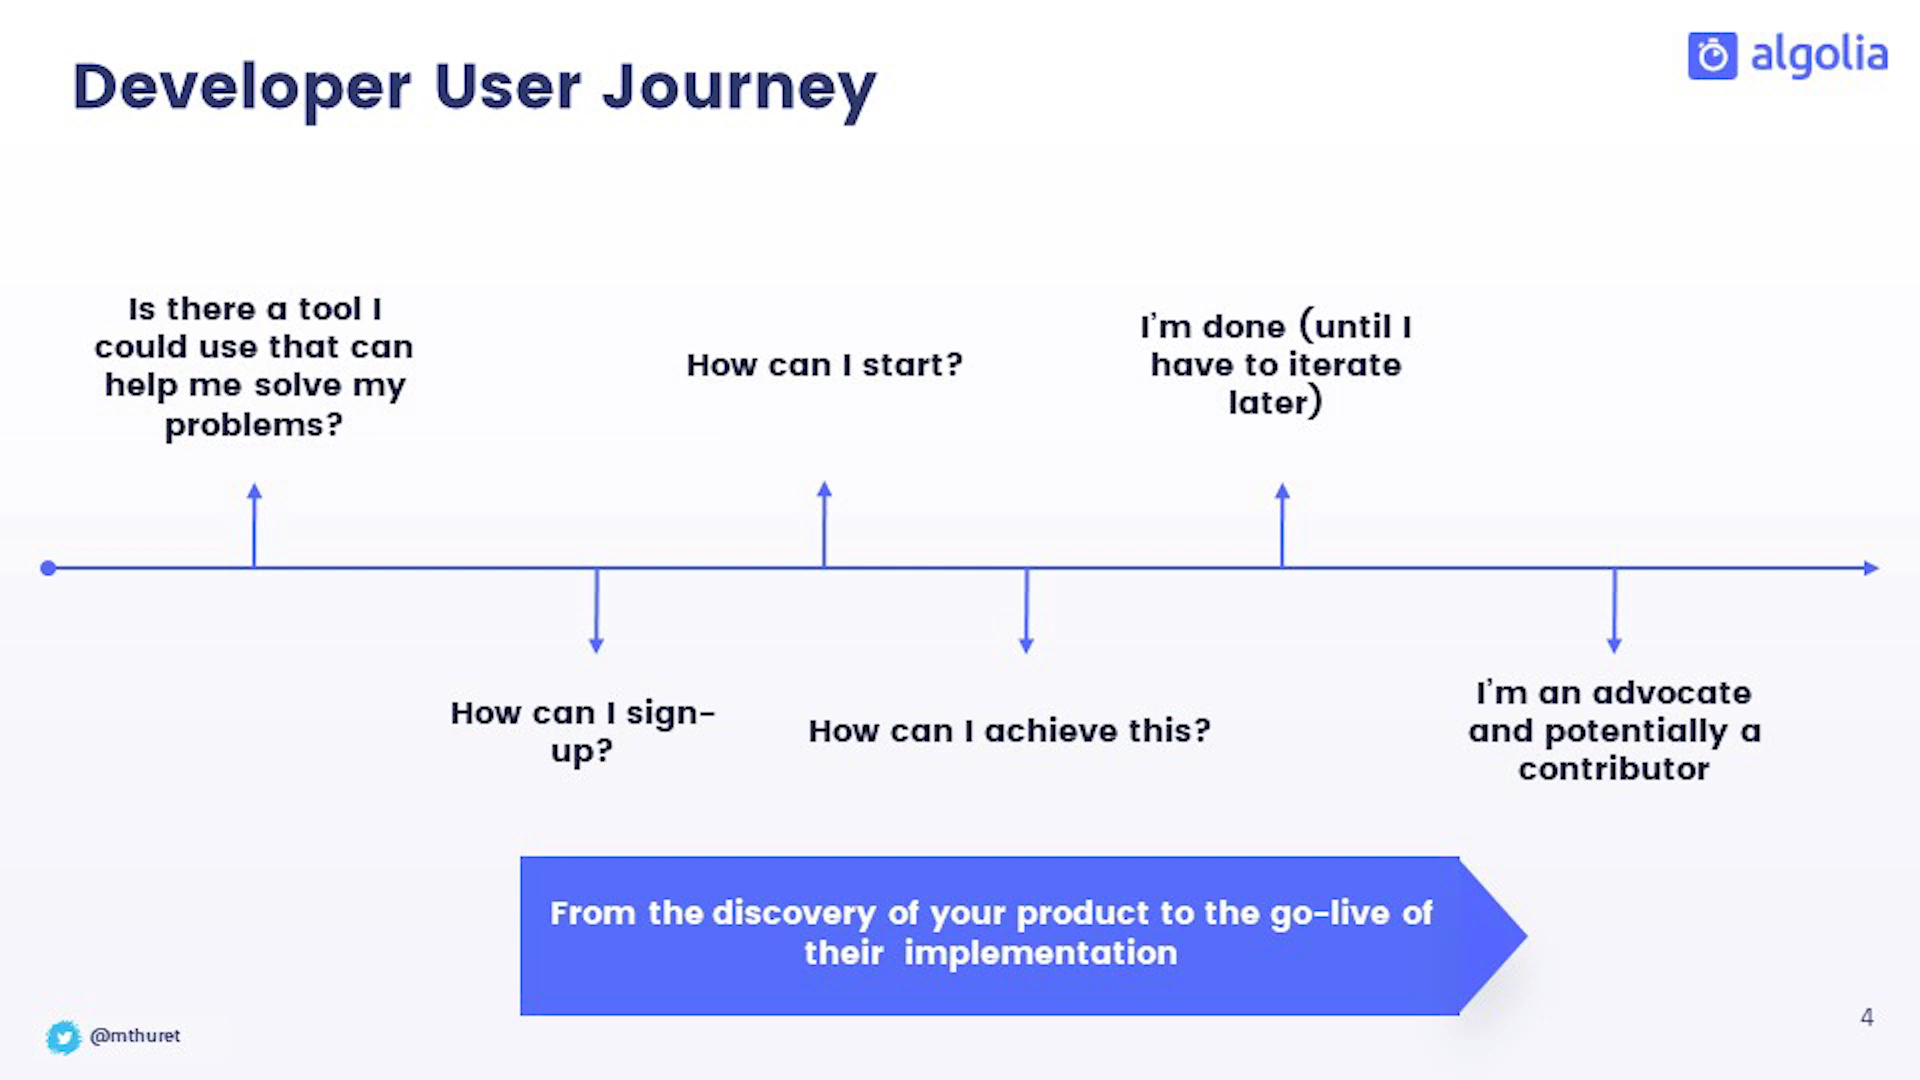 Developer User Journey
algolia
Is there a tool I
could use that can
help me solve my
problems?
How can I start?
I'm done (until I
have to iterate
later)
How can I sign-
up?
How can I achieve this?
I'm an advocate
and potentially a
contributor
From the discovery of your product to the go-live of
their implementation
@mthuret
4